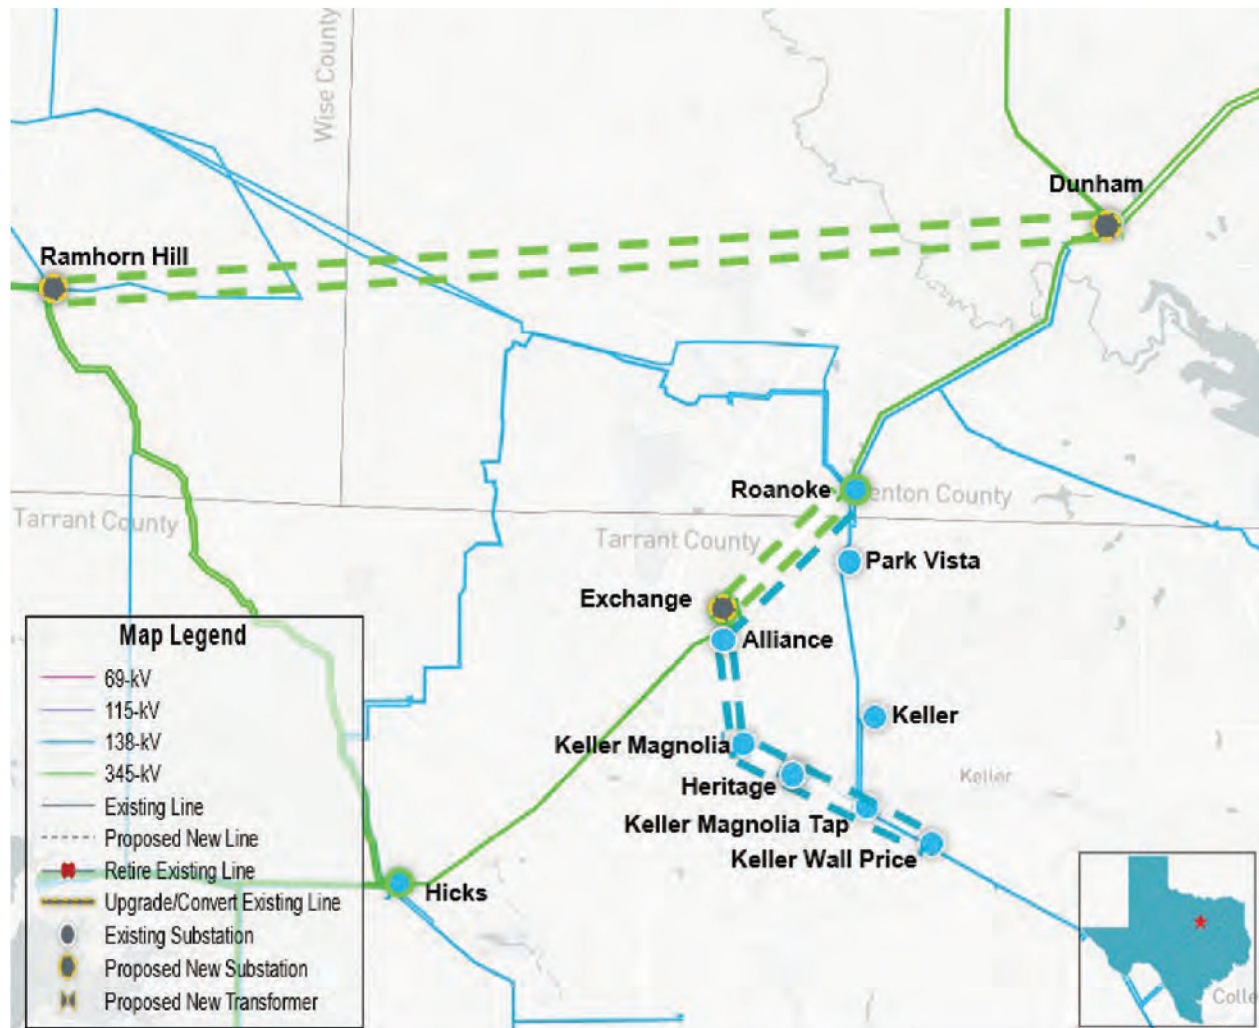 Wise County
Dunham
Ramhorn Hill
Roanoke
enton County
Tarrant County
Tarrant County
Park Vista
Exchange
Alliance
Keller
Keller Magnolia
Heritage
Keller
Keller Magnolia Tap
Keller Wall Price
Hicks
Map Legend
69-kV
115-kV
138-kV
345-kV
Existing Line
Proposed New Line
Retire Existing Line
Upgrade/Convert Existing Line
Existing Substation
Proposed New Substation
Proposed New Transformer
Colle